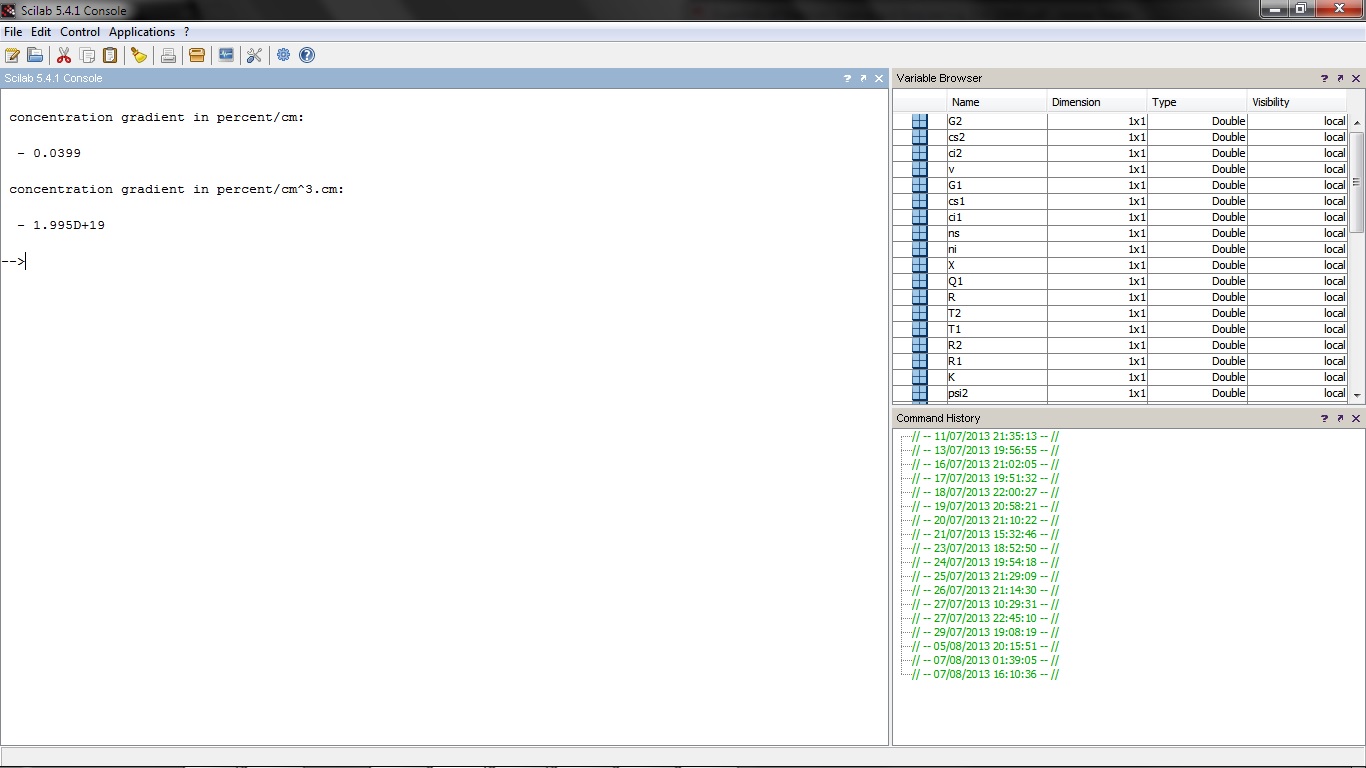 Scilab 5.4.1 Console
File Edit Control Applications ?
Scilab 5.4.1 Console
concentration gradient in percent/cm:
- 0.0399
concentration gradient in percent/cm^3.cm:
- 1.995D+19
-->
Variable Browser
Name Dimension Type Visibility
G2 1x1 Double local
cs2 1x1 Double local
ci2 1x1 Double local
v 1x1 Double local
G1 1x1 Double local
cs1 1x1 Double local
ci1 1x1 Double local
ns 1x1 Double local
ni 1x1 Double local
X 1x1 Double local
Q1 1x1 Double local
R 1x1 Double local
T2 1x1 Double local
T1 1x1 Double local
R2 1x1 Double local
R1 1x1 Double local
K 1x1 Double local
psi2 1x1 Double local
Command History
// -- 11/07/2013 21:35:13 -- //
// -- 13/07/2013 19:56:55 -- //
// -- 16/07/2013 21:02:05 -- //
// -- 17/07/2013 19:51:32 -- //
// -- 18/07/2013 22:00:27 -- //
// -- 19/07/2013 20:58:21 -- //
// -- 20/07/2013 21:10:22 -- //
// -- 21/07/2013 15:32:46 -- //
// -- 23/07/2013 18:52:50 -- //
// -- 24/07/2013 19:54:18 -- //
// -- 25/07/2013 21:29:09 -- //
// -- 26/07/2013 21:14:30 -- //
// -- 27/07/2013 10:29:31 -- //
// -- 27/07/2013 22:45:10 -- //
// -- 29/07/2013 19:08:19 -- //
// -- 05/08/2013 20:15:51 -- //
// -- 07/08/2013 01:39:05 -- //
// -- 07/08/2013 16:10:36 -- //